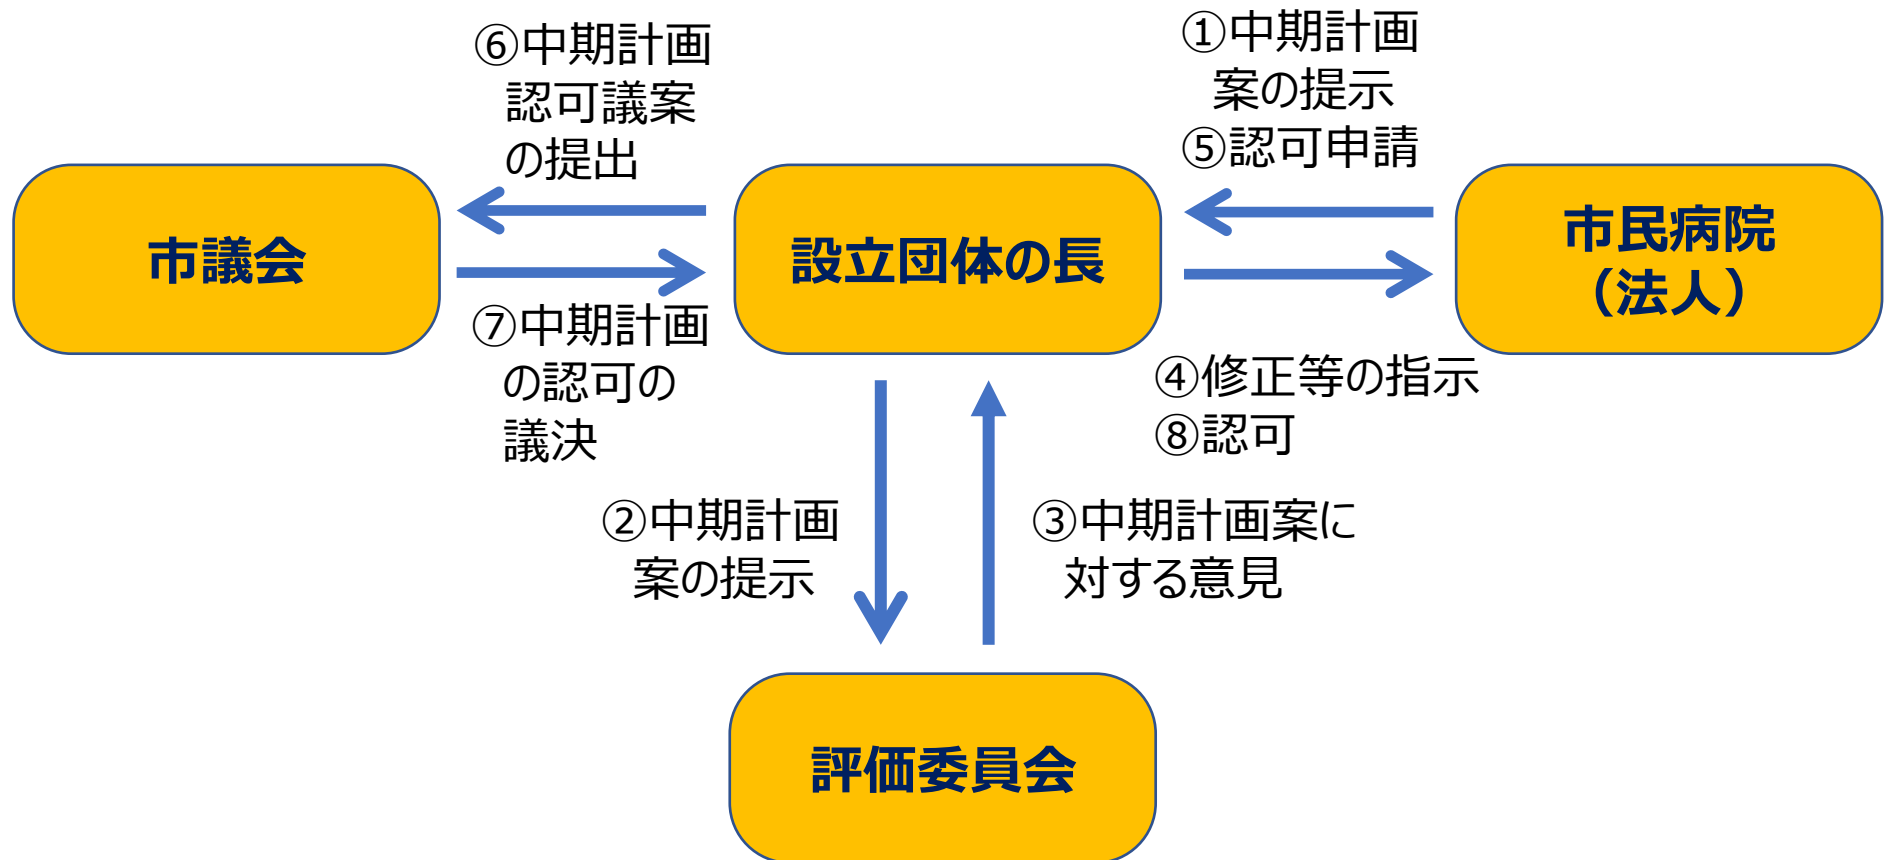 ⑥中期計画
認可議案
の提出
①中期計画
案の提示
⑤認可申請
市議会
設立団体の長
市民病院
（法人）
⑦中期計画
の認可の
議決
④修正等の指示
⑧認可
②中期計画
案の提示
③中期計画案に
対する意見
評価委員会